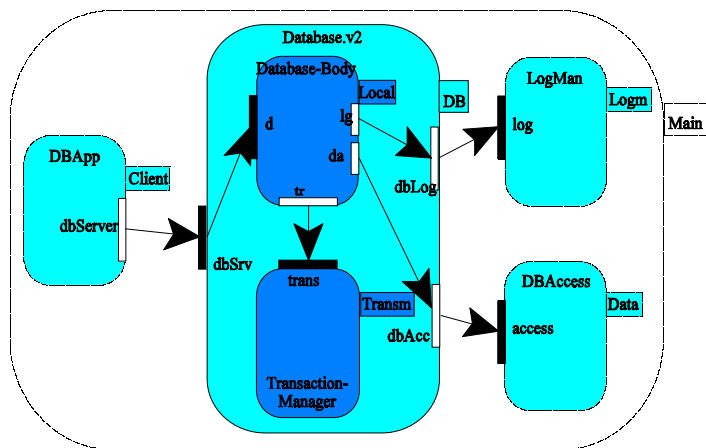 Database.v2
Database-Body
LogMan
Local
DB
Logm
Main
lg
d
log
da
DBApp
Client
dbLog
tr
dbServer
dbSrv
trans
DBAccess
Transm
Data
dbAcc
access
Transaction-
Manager